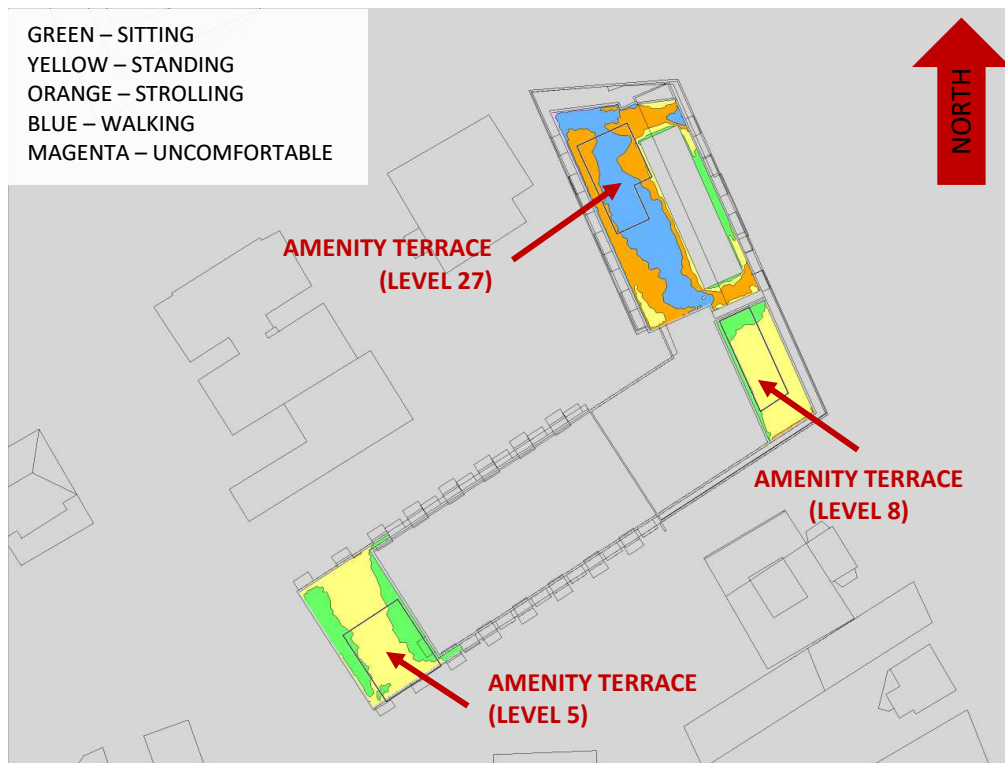 GREEN – SITTING
YELLOW – STANDING
ORANGE – STROLLING
BLUE – WALKING
MAGENTA – UNCOMFORTABLE
NORTH
AMENITY TERRACE
(LEVEL 27)
AMENITY TERRACE
(LEVEL 8)
AMENITY TERRACE
(LEVEL 5)